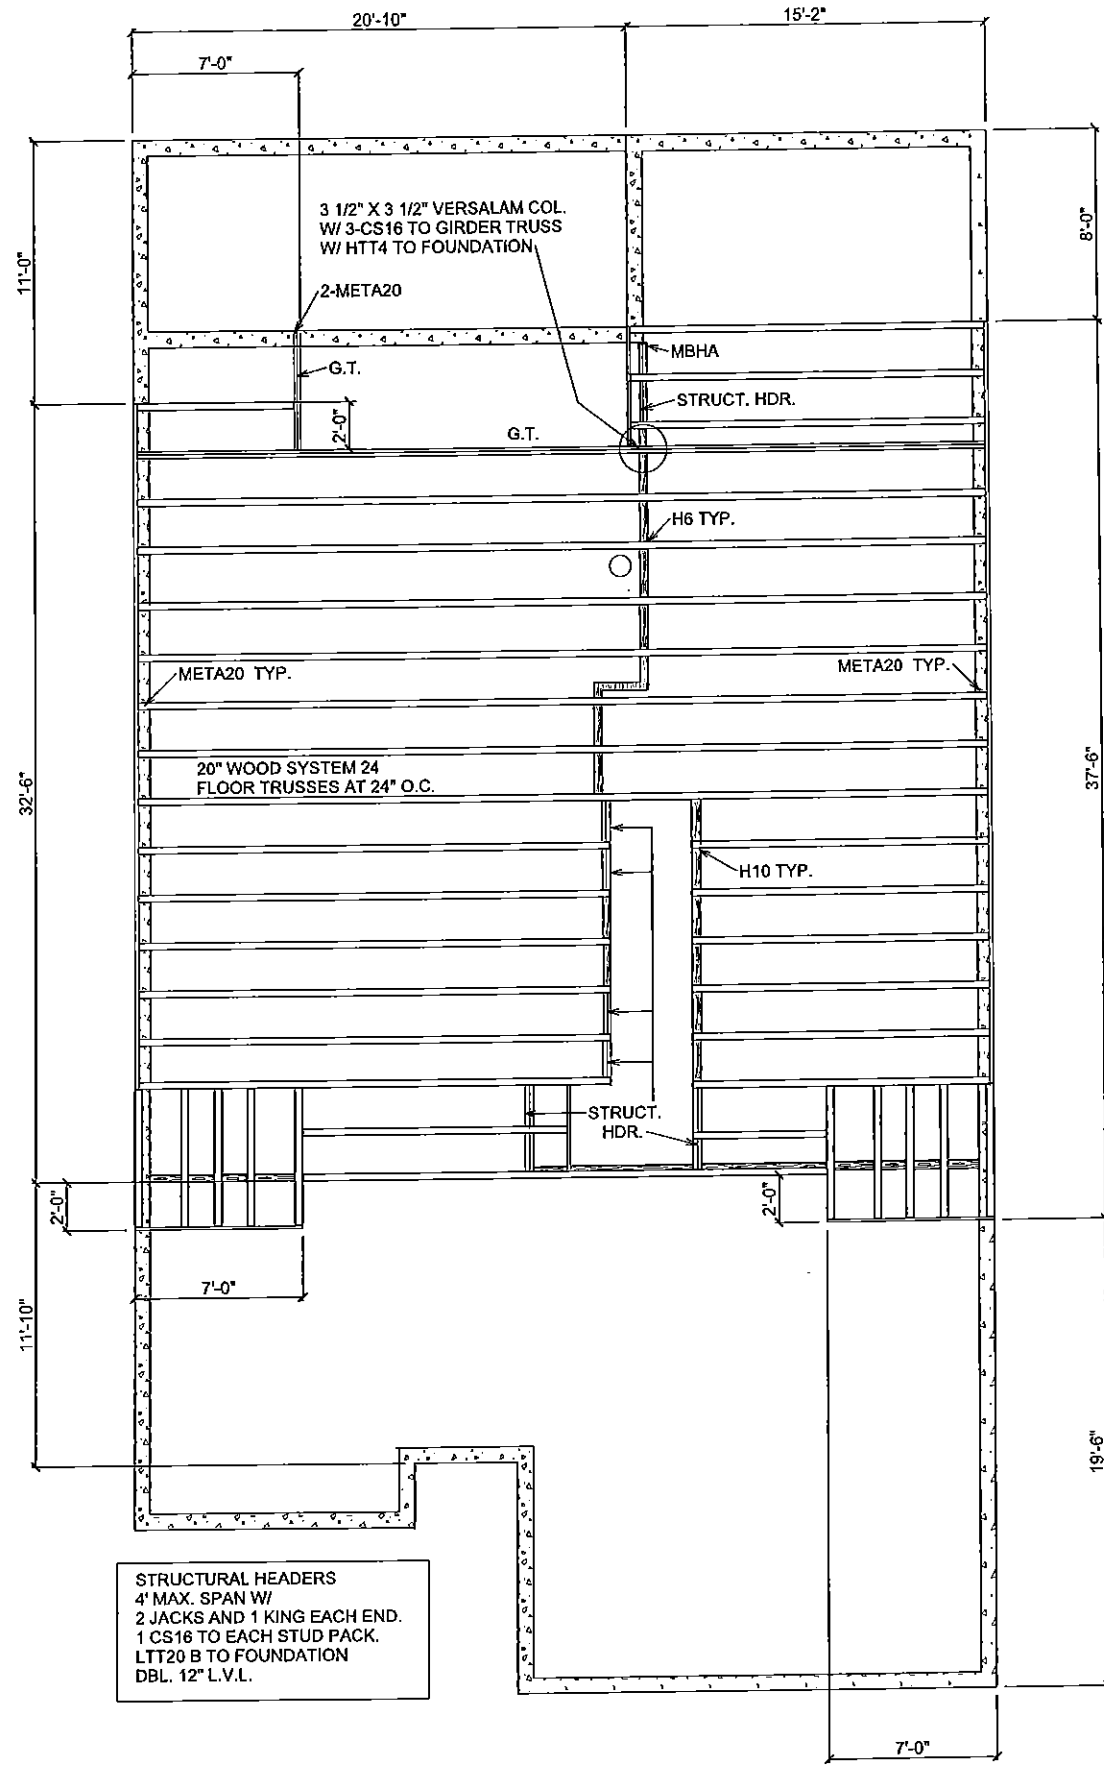 20'-10"
15'-2"
7'-0"
11'-0"
8'-0"
3 1/2" X 3 1/2" VERSALAM COL.
W/ 3-CS16 TO GIRDER TRUSS
W/ HTT4 TO FOUNDATION
2-META20
MBHA
G.T.
STRUCT. HDR.
2'-0"
G.T.
H6 TYP.
META20 TYP.
META20 TYP.
20" WOOD SYSTEM 24
FLOOR TRUSSES AT 24" O.C.
32'-6"
37'-6"
H10 TYP.
STRUCT.
HDR.
2'-0"
2'-0"
7'-0"
11'-10"
19'-6"
STRUCTURAL HEADERS
4' MAX. SPAN W/
2 JACKS AND 1 KING EACH END.
1 CS16 TO EACH STUD PACK.
LTT20 B TO FOUNDATION
DBL. 12" L.V.L.
7'-0"